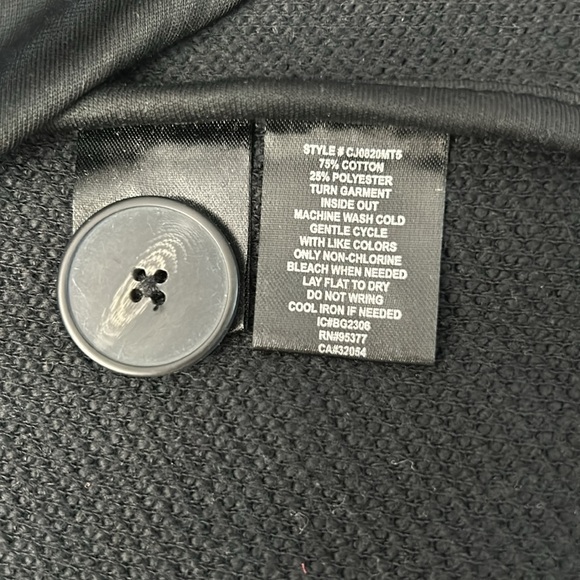 STYLE # CJ0820MT5
75% COTTON
25% POLYESTER
TURN GARMENT
INSIDE OUT
MACHINE WASH COLD
GENTLE CYCLE
WITH LIKE COLORS
ONLY NON-CHLORINE
BLEACH WHEN NEEDED
LAY FLAT TO DRY
DO NOT WRING
COOL IRON IF NEEDED
IC#BG2306
RN#95377
CA#32054